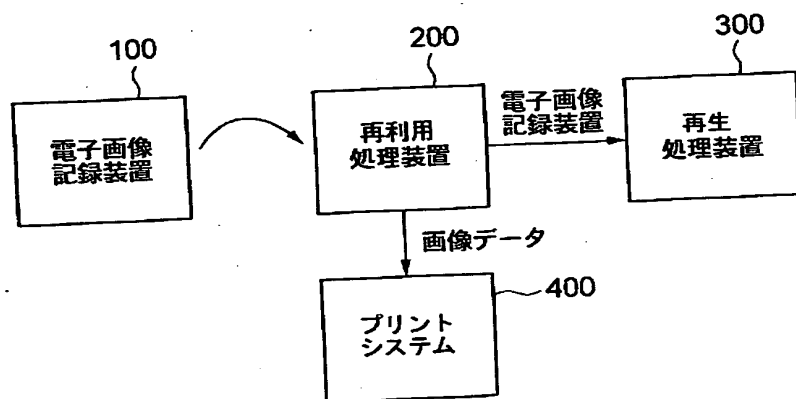 100
200
300
電子画像
記録装置
再利用
処理装置
電子画像
記録装置
再生
処理装置
画像データ
400
プリント
システム